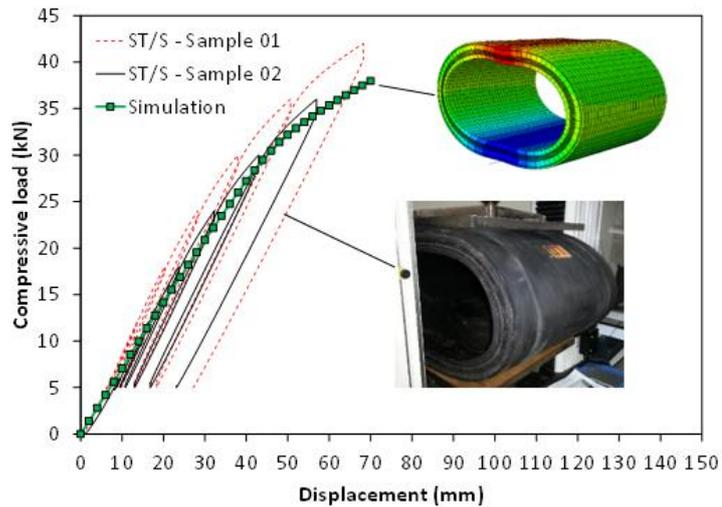 ST/S - Sample 01
ST/S - Sample 02
Simulation
Compressive load (kN)
45
40
35
30
25
20
15
10
5
0
0 10 20 30 40 50 60 70 80 90 100 110 120 130 140 150
Displacement (mm)